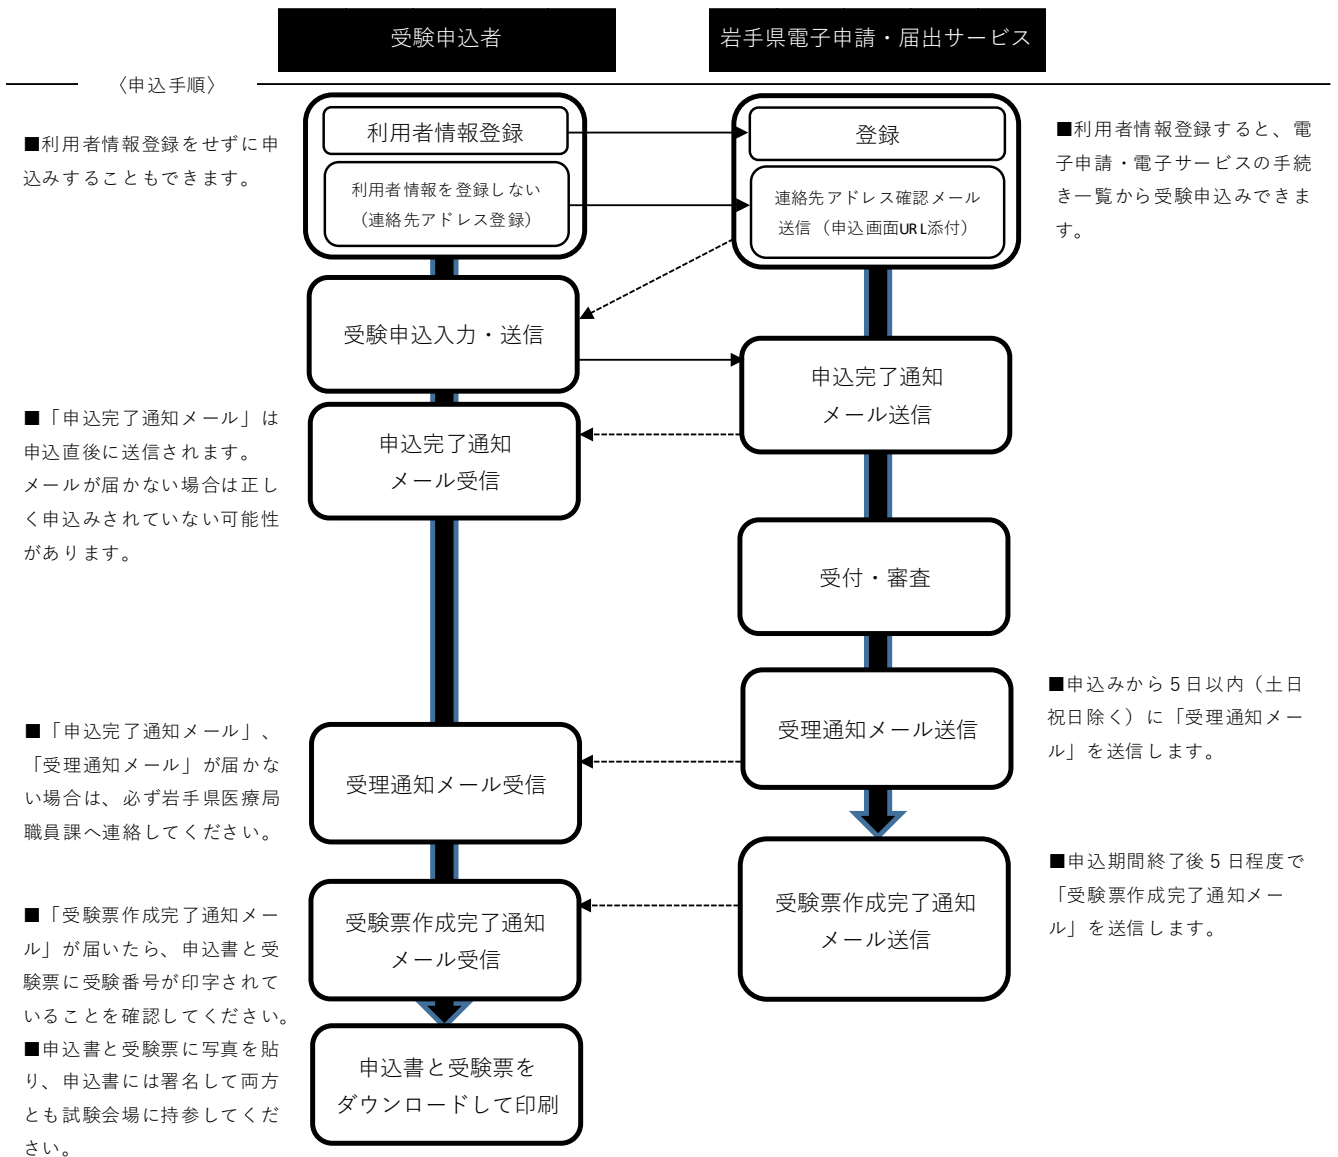 受験申込者
岩手県電子申請・届出サービス
〈申込手順〉
■利用者情報登録をせずに申
込みすることもできます。
利用者情報登録
利用者情報を登録しない
（連絡先アドレス登録）
登録
連絡先アドレス確認メール
送信（申込画面URL添付）
■利用者情報登録すると、電
子申請・電子サービスの手続
き一覧から受験申込みできま
す。
受験申込入力・送信
申込完了通知
メール送信
■「申込完了通知メール」は
申込直後に送信されます。
メールが届かない場合は正し
く申込みされていない可能性
があります。
申込完了通知
メール受信
受付・審査
受理通知メール送信
■申込みから５日以内（土日
祝日除く）に「受理通知メー
ル」を送信します。
■「申込完了通知メール」、
「受理通知メール」が届かな
い場合は、必ず岩手県医療局
職員課へ連絡してください。
受理通知メール受信
受験票作成完了通知
メール送信
■申込期間終了後５日程度で
「受験票作成完了通知メー
ル」を送信します。
■「受験票作成完了通知メー
ル」が届いたら、申込書と受
験票に受験番号が印字されて
いることを確認してください。
■申込書と受験票に写真を貼
り、申込書には署名して両方
とも試験会場に持参してくだ
さい。
受験票作成完了通知
メール受信
申込書と受験票を
ダウンロードして印刷